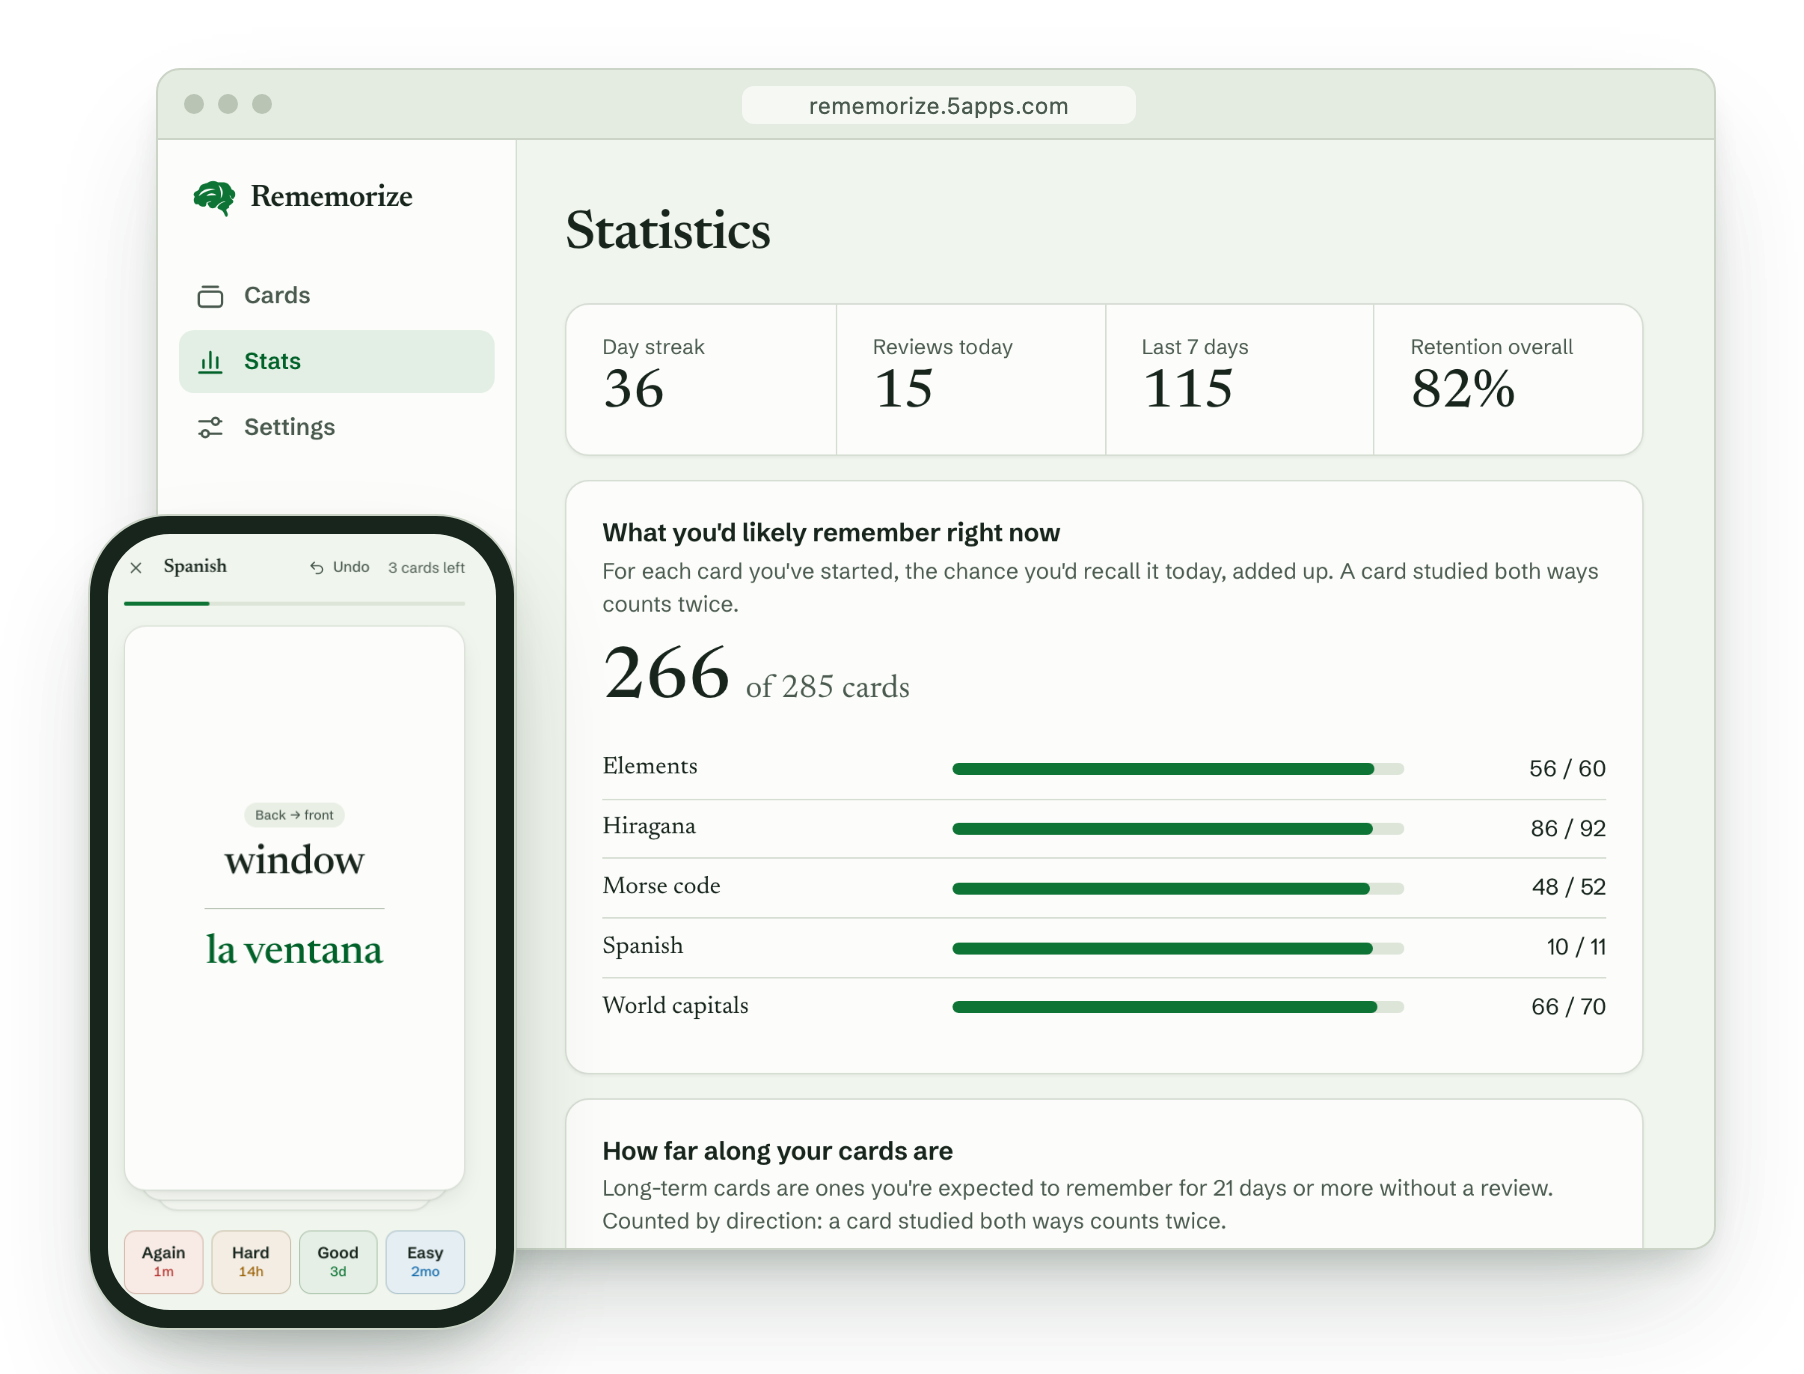 rememorize.5apps.com
Rememorize
Cards
Stats
Settings
Statistics
Day streak
36
Reviews today
15
Last 7 days
115
Retention overall
82%
What you'd likely remember right now
For each card you've started, the chance you'd recall it today, added up. A card studied both ways
counts twice.
266 of 285 cards
Elements 56 / 60
Hiragana 86 / 92
Morse code 48 / 52
Spanish 10 / 11
World capitals 66 / 70
How far along your cards are
Long-term cards are ones you're expected to remember for 21 days or more without a review.
Counted by direction: a card studied both ways counts twice.
Spanish Undo 3 cards left
Back → front
window
la ventana
Again
1m
Hard
14h
Good
3d
Easy
2mo